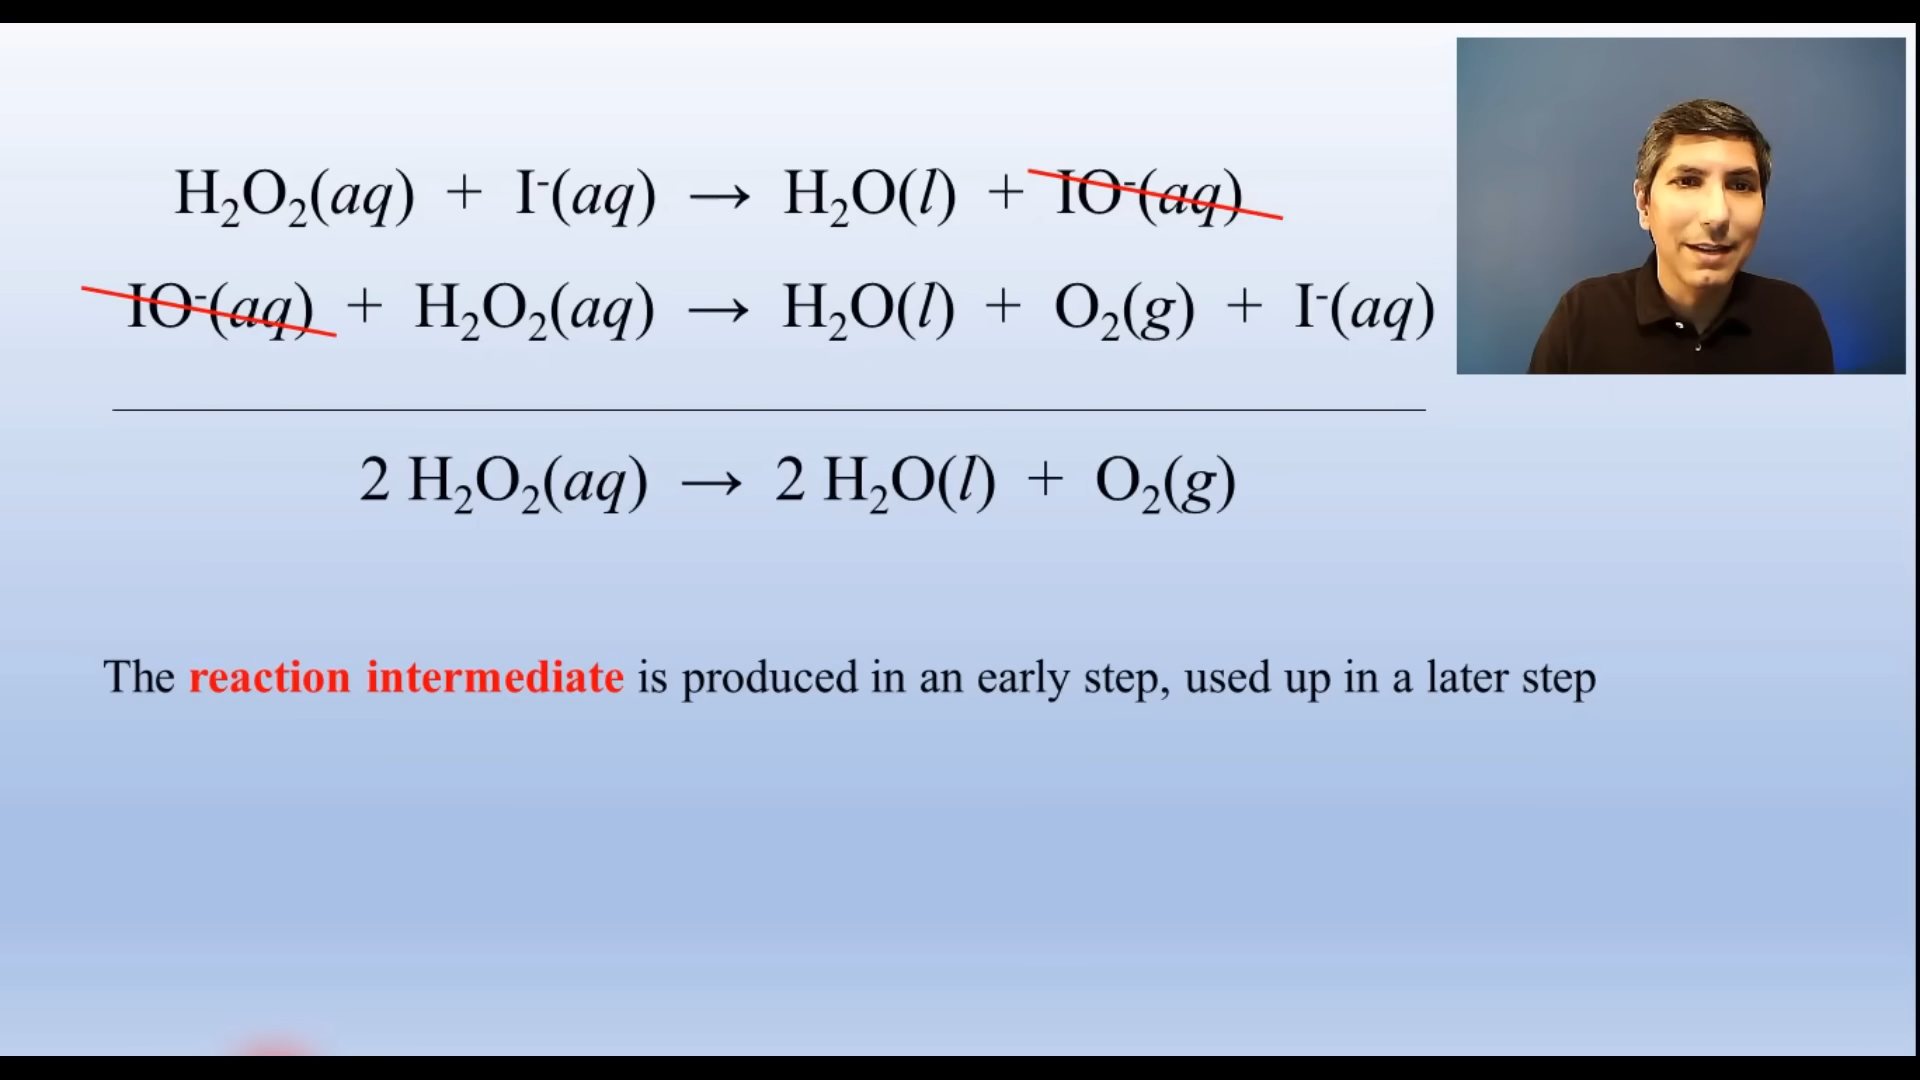 H₂O₂(aq) + I⁻(aq) → H₂O(l) + IO⁻(aq)
IO⁻(aq) + H₂O₂(aq) → H₂O(l) + O₂(g) + I⁻(aq)
2 H₂O₂(aq) → 2 H₂O(l) + O₂(g)
The reaction intermediate is produced in an early step, used up in a later step